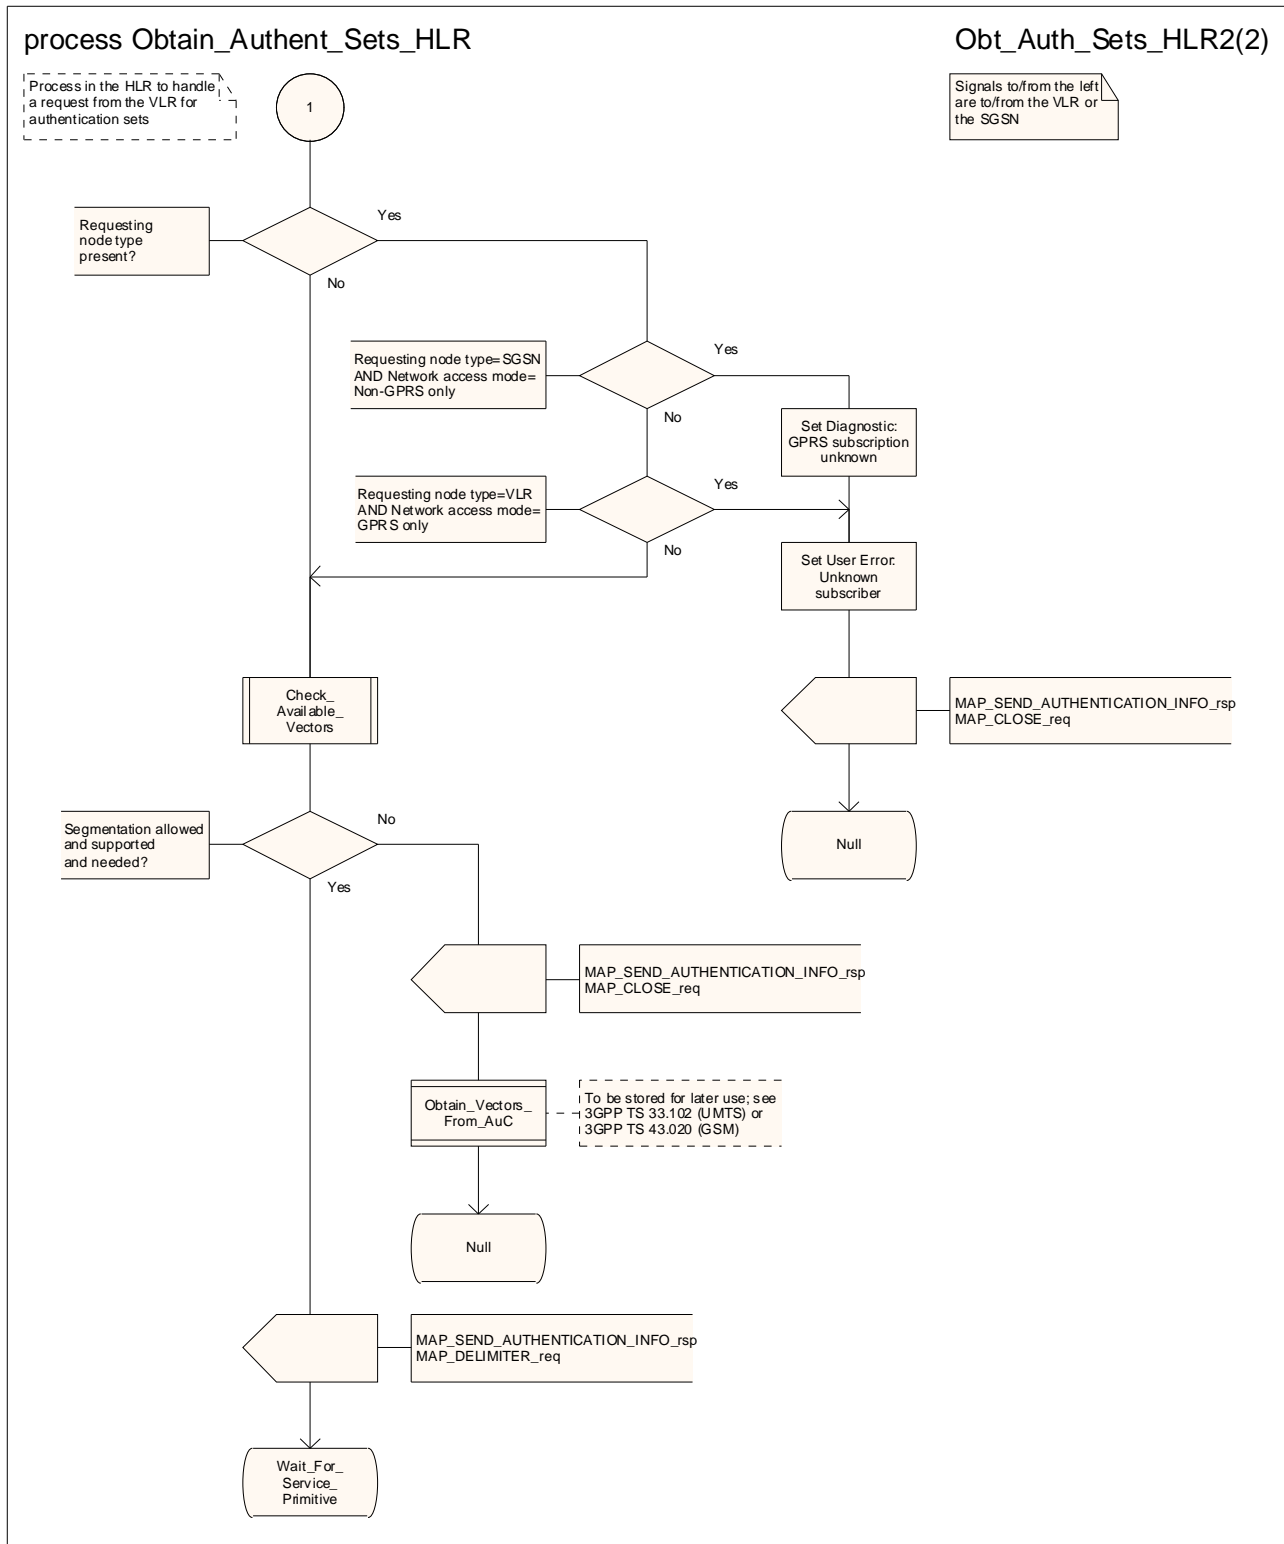 process Obtain_Authent_Sets_HLR
Obt_Auth_Sets_HLR2(2)
Process in the HLR to handle
a request from the VLR for
authentication sets
1
Signals to/from the left
are to/from the VLR or
the SGSN
Requesting
node type
present?
Yes
No
Requesting node type=SGSN
AND Network access mode=
Non-GPRS only
Yes
No
Set Diagnostic:
GPRS subscription
unknown
Requesting node type=VLR
AND Network access mode=
GPRS only
Yes
No
Set User Error:
Unknown
subscriber
Check_
Available_
Vectors
MAP_SEND_AUTHENTICATION_INFO_rsp
MAP_CLOSE_req
Segmentation allowed
and supported
and needed?
No
Yes
Null
MAP_SEND_AUTHENTICATION_INFO_rsp
MAP_CLOSE_req
Obtain_Vectors_
From_AuC
To be stored for later use; see
3GPP TS 33.102 (UMTS) or
3GPP TS 43.020 (GSM)
Null
MAP_SEND_AUTHENTICATION_INFO_rsp
MAP_DELIMITER_req
Wait_For_
Service_
Primitive